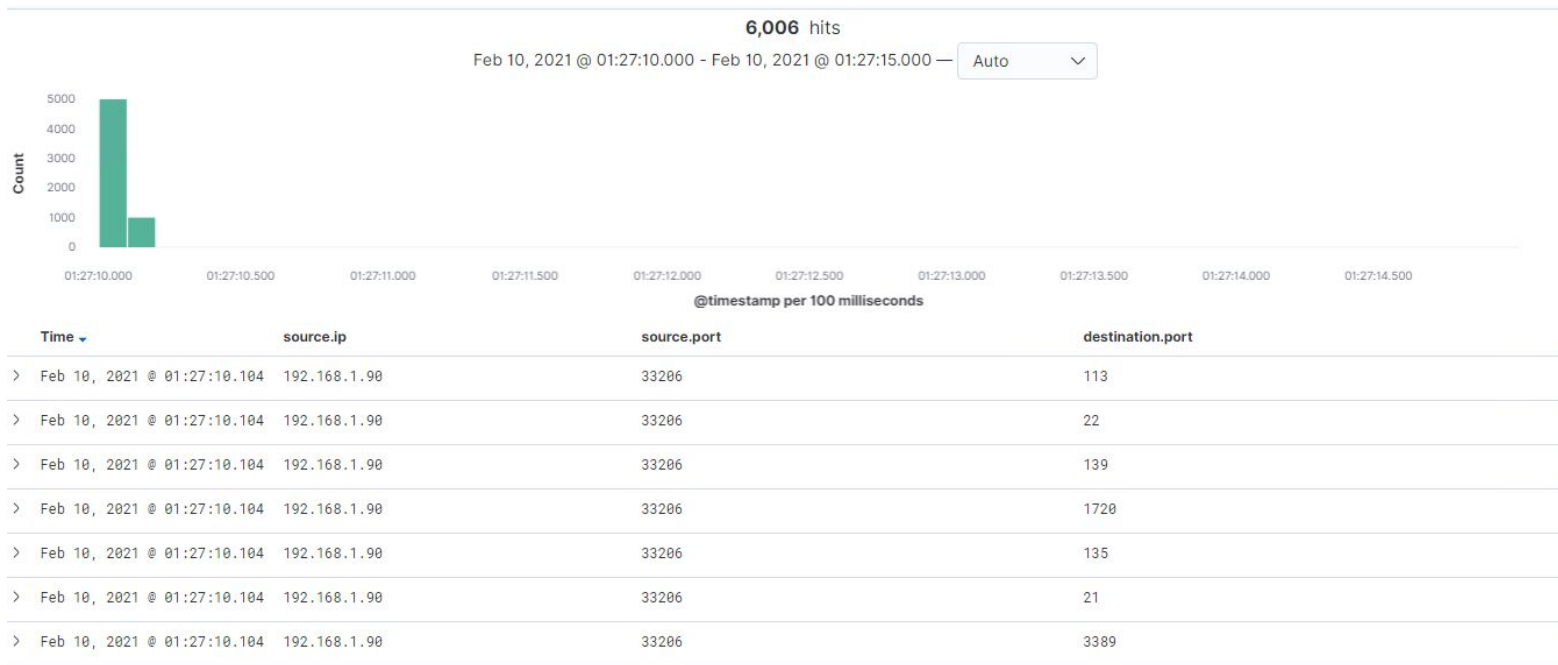 6,006 hits
Feb 10, 2021 @ 01:27:10.000 - Feb 10, 2021 @ 01:27:15.000 — Auto
5000
4000
3000
2000
1000
0
Count
01:27:10.000 01:27:10.500 01:27:11.000 01:27:11.500 01:27:12.000 01:27:12.500 01:27:13.000 01:27:13.500 01:27:14.000 01:27:14.500
@timestamp per 100 milliseconds
Time source.ip source.port destination.port
Feb 10, 2021 @ 01:27:10.104 192.168.1.90 33206 113
Feb 10, 2021 @ 01:27:10.104 192.168.1.90 33206 22
Feb 10, 2021 @ 01:27:10.104 192.168.1.90 33206 139
Feb 10, 2021 @ 01:27:10.104 192.168.1.90 33206 1720
Feb 10, 2021 @ 01:27:10.104 192.168.1.90 33206 135
Feb 10, 2021 @ 01:27:10.104 192.168.1.90 33206 21
Feb 10, 2021 @ 01:27:10.104 192.168.1.90 33206 3389